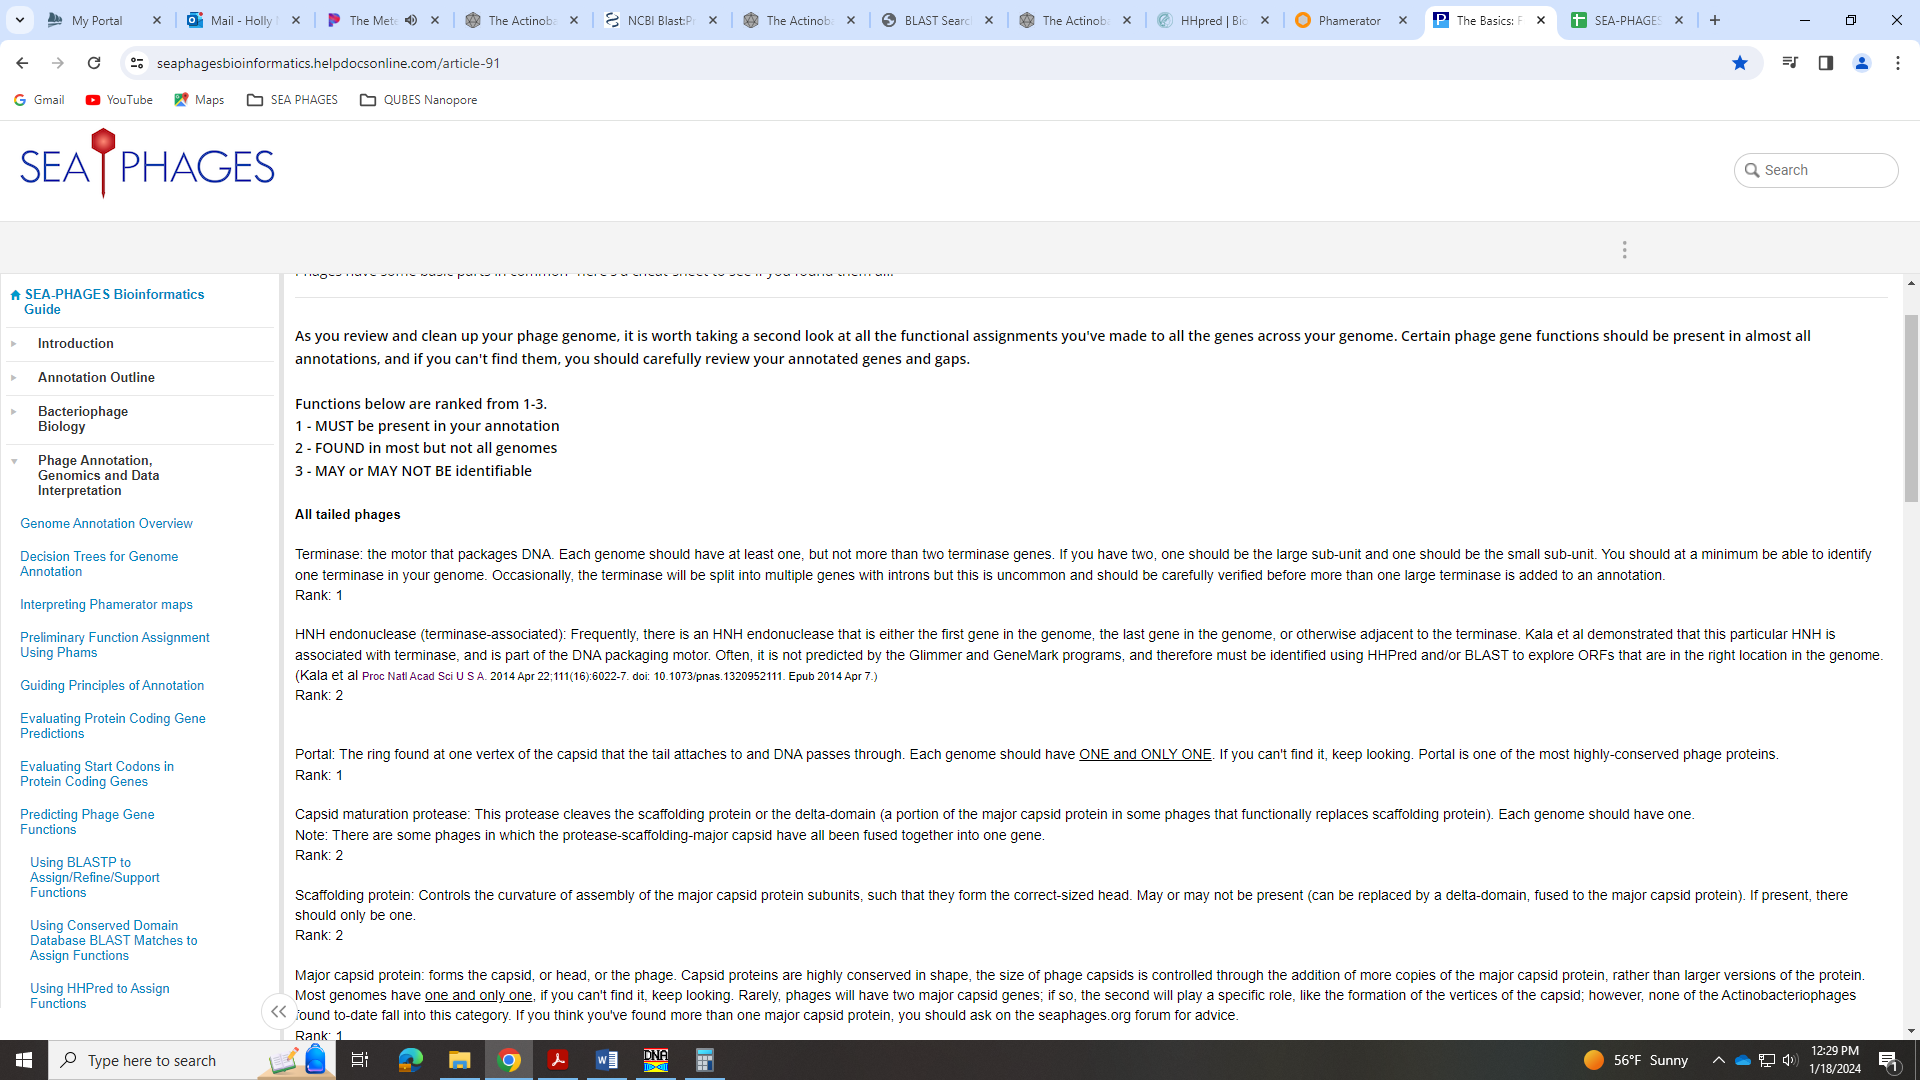 My Portal
Mail - Holly
The Mete
The Actinoba
NCBI Blast:Pr
The Actinoba
BLAST Searc
The Actinoba
HHpred | Bio
Phamerator
The Basics: P
SEA-PHAGES
seaphagesbioinformatics.helpdocsonline.com/article-91
Gmail
YouTube
Maps
SEA PHAGES
QUBES Nanopore
SEA PHAGES
Search
Phages have some basic parts in common--here's a cheat sheet to see if you found them all!
SEA-PHAGES Bioinformatics
Guide
Introduction
Annotation Outline
Bacteriophage
Biology
Phage Annotation,
Genomics and Data
Interpretation
Genome Annotation Overview
Decision Trees for Genome
Annotation
Interpreting Phamerator maps
Preliminary Function Assignment
Using Phams
Guiding Principles of Annotation
Evaluating Protein Coding Gene
Predictions
Evaluating Start Codons in
Protein Coding Genes
Predicting Phage Gene
Functions
Using BLASTP to
Assign/Refine/Support
Functions
Using Conserved Domain
Database BLAST Matches to
Assign Functions
Using HHPred to Assign
Functions
As you review and clean up your phage genome, it is worth taking a second look at all the functional assignments you've made to all the genes across your genome. Certain phage gene functions should be present in almost all
annotations, and if you can't find them, you should carefully review your annotated genes and gaps.
Functions below are ranked from 1-3.
1 - MUST be present in your annotation
2 - FOUND in most but not all genomes
3 - MAY or MAY NOT BE identifiable
All tailed phages
Terminase: the motor that packages DNA. Each genome should have at least one, but not more than two terminase genes. If you have two, one should be the large sub-unit and one should be the small sub-unit. You should at a minimum be able to identify
one terminase in your genome. Occasionally, the terminase will be split into multiple genes with introns but this is uncommon and should be carefully verified before more than one large terminase is added to an annotation.
Rank: 1
HNH endonuclease (terminase-associated): Frequently, there is an HNH endonuclease that is either the first gene in the genome, the last gene in the genome, or otherwise adjacent to the terminase. Kala et al demonstrated that this particular HNH is
associated with terminase, and is part of the DNA packaging motor. Often, it is not predicted by the Glimmer and GeneMark programs, and therefore must be identified using HHPred and/or BLAST to explore ORFs that are in the right location in the genome.
(Kala et al Proc Natl Acad Sci U S A. 2014 Apr 22;111(16):6022-7. doi: 10.1073/pnas.1320952111. Epub 2014 Apr 7.)
Rank: 2
Portal: The ring found at one vertex of the capsid that the tail attaches to and DNA passes through. Each genome should have ONE and ONLY ONE. If you can't find it, keep looking. Portal is one of the most highly-conserved phage proteins.
Rank: 1
Capsid maturation protease: This protease cleaves the scaffolding protein or the delta-domain (a portion of the major capsid protein in some phages that functionally replaces scaffolding protein). Each genome should have one.
Note: There are some phages in which the protease-scaffolding-major capsid have all been fused together into one gene.
Rank: 2
Scaffolding protein: Controls the curvature of assembly of the major capsid protein subunits, such that they form the correct-sized head. May or may not be present (can be replaced by a delta-domain, fused to the major capsid protein). If present, there
should only be one.
Rank: 2
Major capsid protein: forms the capsid, or head, or the phage. Capsid proteins are highly conserved in shape, the size of phage capsids is controlled through the addition of more copies of the major capsid protein, rather than larger versions of the protein.
Most genomes have one and only one, if you can't find it, keep looking. Rarely, phages will have two major capsid genes; if so, the second will play a specific role, like the formation of the vertices of the capsid; however, none of the Actinobacteriophages
found to-date fall into this category. If you think you've found more than one major capsid protein, you should ask on the seaphages.org forum for advice.
Rank: 1
Type here to search
DNA
56°F Sunny
12:29 PM
1/18/2024
1